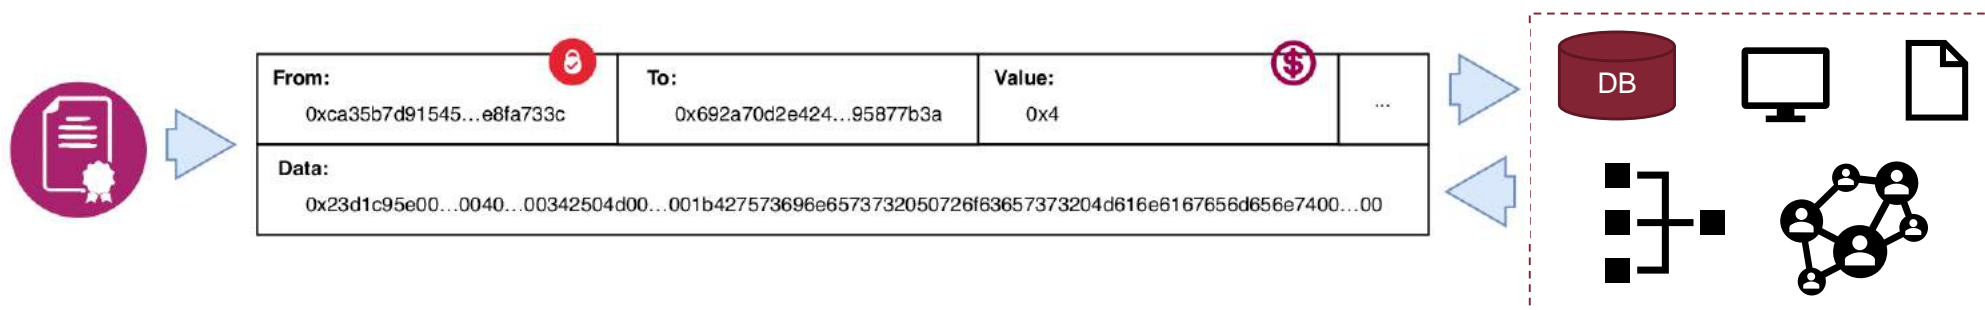 From:
To:
Value:
0xca35b7d91545...e8fa733c
0x692a70d2e424...95877b3a
0x4
...
Data:
0x23d1c95e00...0040...00342504d00...001b427573696e6573732050726f63657373204d616e6167656d656e7400...00
DB